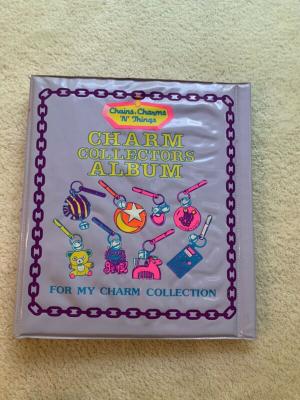 Chains, Charms
'N' Things
CHARM
COLLECTORS
ALBUM
FOR MY CHARM COLLECTION